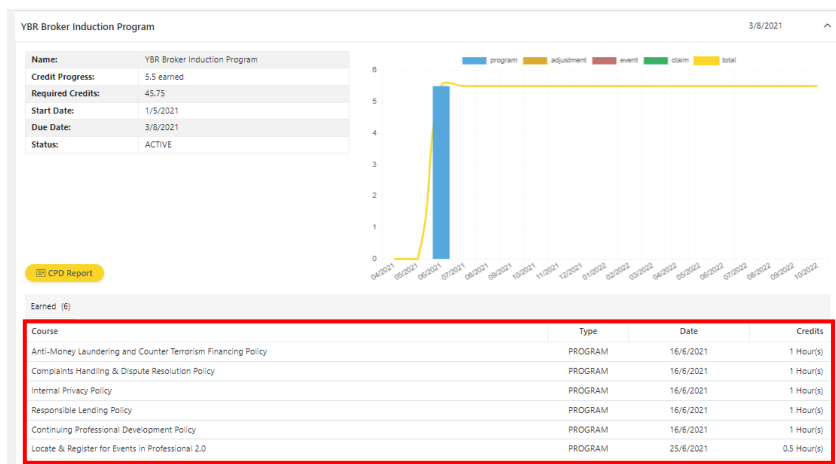 YBR Broker Induction Program 3/8/2021
Name: YBR Broker Induction Program
Credit Progress: 5.5 earned
Required Credits: 45.75
Start Date: 1/5/2021
Due Date: 3/8/2021
Status: ACTIVE
program adjustment event claim total
6
5
4
3
2
1
0
04/2021 05/2021 06/2021 07/2021 08/2021 09/2021 10/2021 11/2021 12/2021 01/2022 02/2022 03/2022 04/2022 05/2022 06/2022 07/2022 08/2022 09/2022 10/2022
CPD Report
Earned (6)
Course Type Date Credits
Anti-Money Laundering and Counter Terrorism Financing Policy PROGRAM 16/6/2021 1 Hour(s)
Complaints Handling & Dispute Resolution Policy PROGRAM 16/6/2021 1 Hour(s)
Internal Privacy Policy PROGRAM 16/6/2021 1 Hour(s)
Responsible Lending Policy PROGRAM 16/6/2021 1 Hour(s)
Continuing Professional Development Policy PROGRAM 16/6/2021 1 Hour(s)
Locate & Register for Events in Professional 2.0 PROGRAM 25/6/2021 0.5 Hour(s)